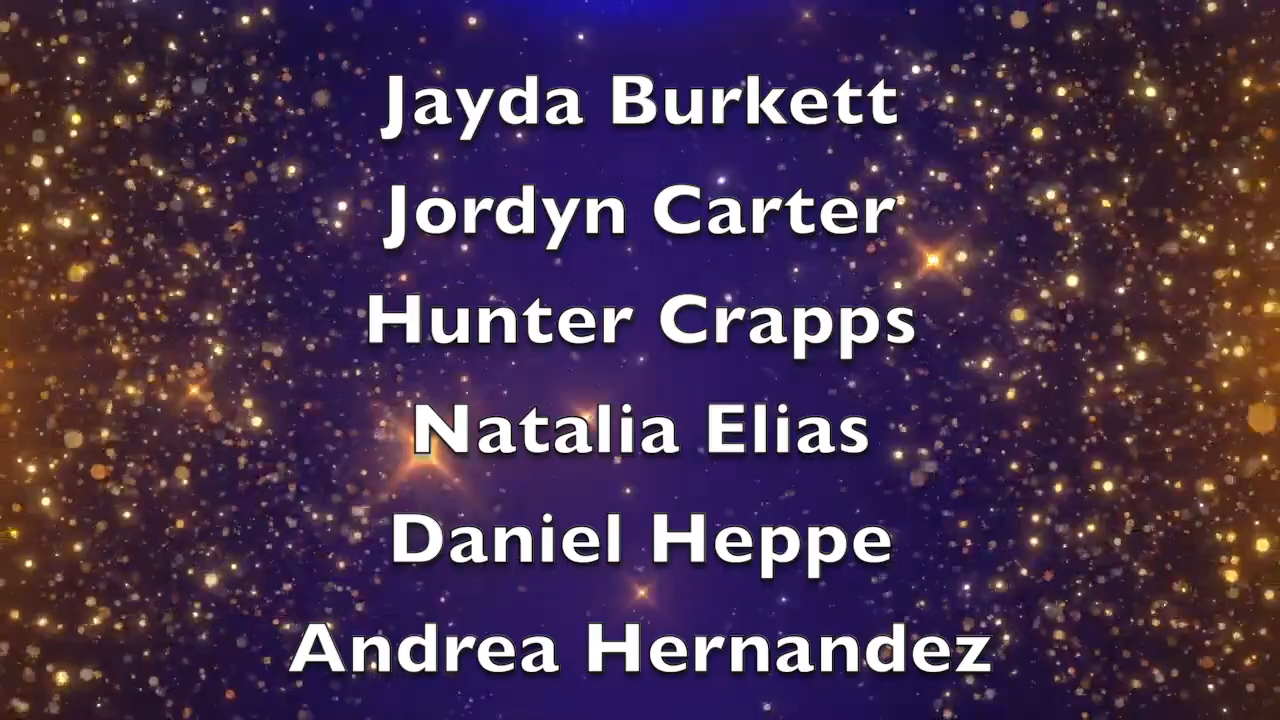 Jayda Burkett
Jordyn Carter
Hunter Crapps
Natalia Elias
Daniel Heppe
Andrea Hernandez